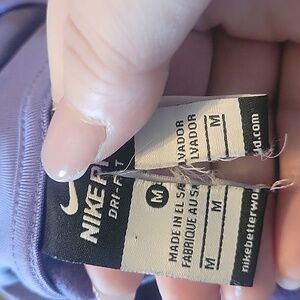 NIKE
DRI-FIT
M
MADE IN EL SALVADOR
FABRIQUE AU SALVADOR
M M
M M
nikebetterworld.com